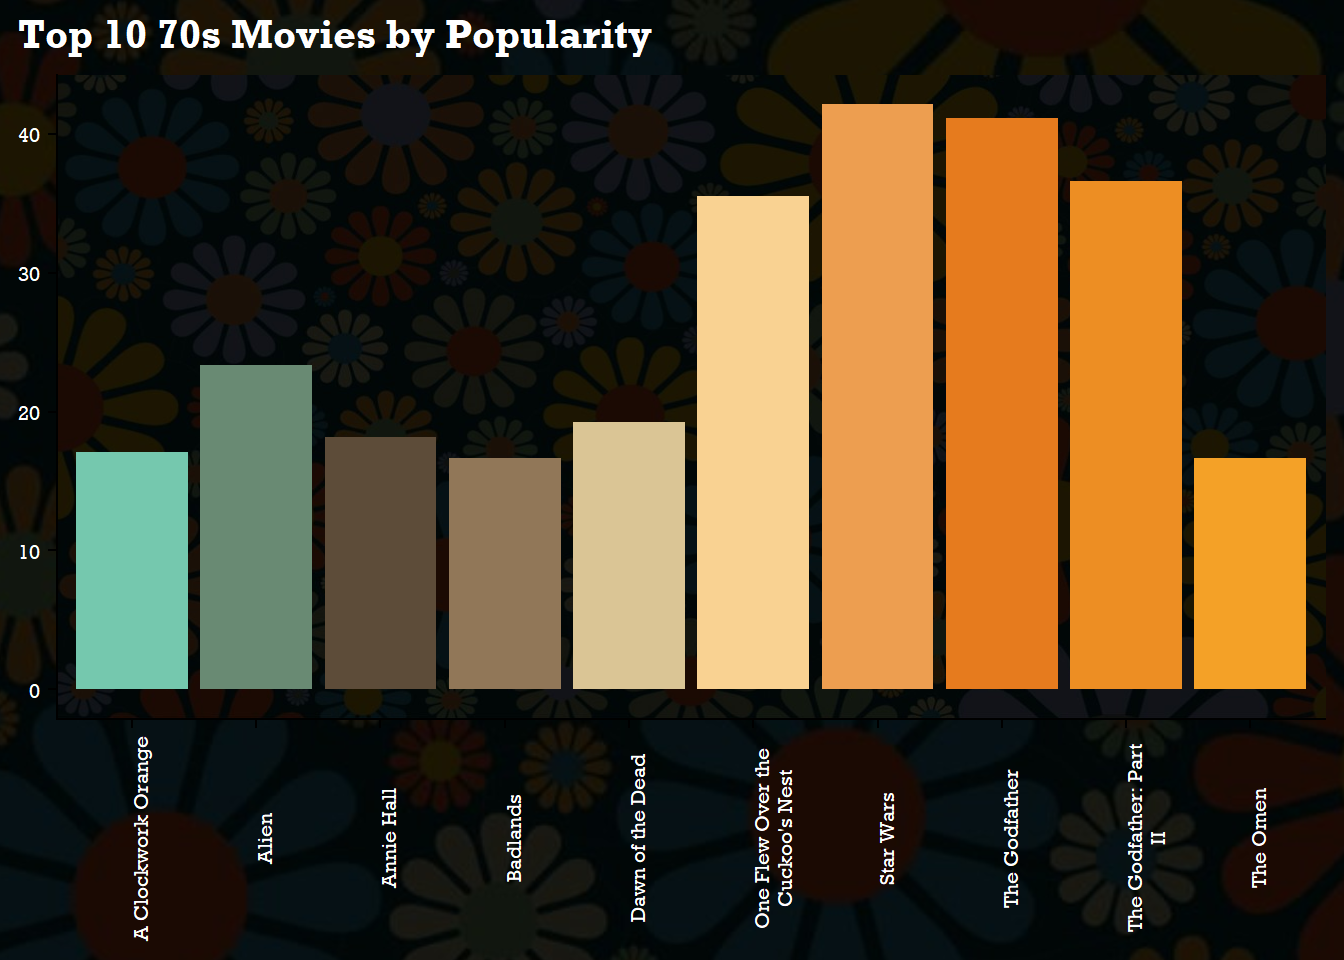 Top 10 70s Movies by Popularity
40
30
20
10
0
A Clockwork Orange
Alien
Annie Hall
Badlands
Dawn of the Dead
One Flew Over the
Cuckoo's Nest
Star Wars
The Godfather
The Godfather: Part
II
The Omen